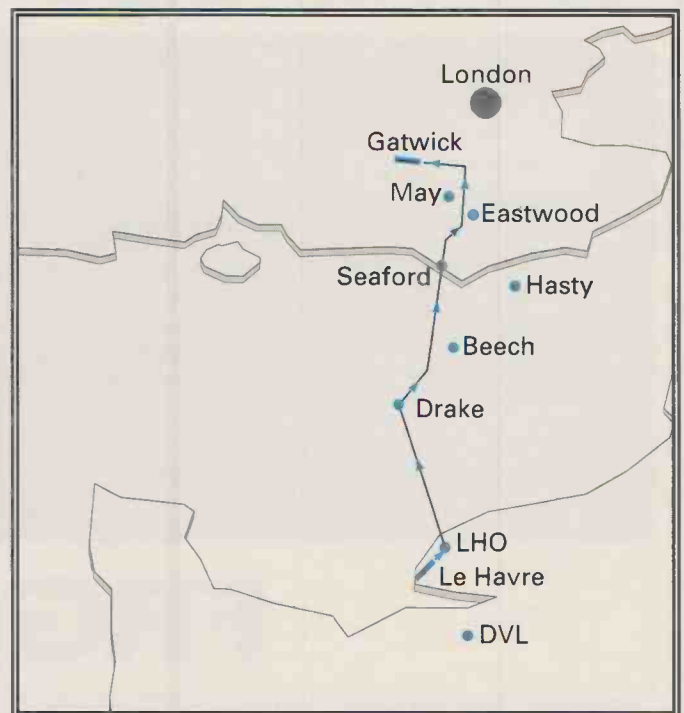 London
Gatwick
May
Eastwood
Seaford
Hasty
Beech
Drake
LHO
Le Havre
DVL